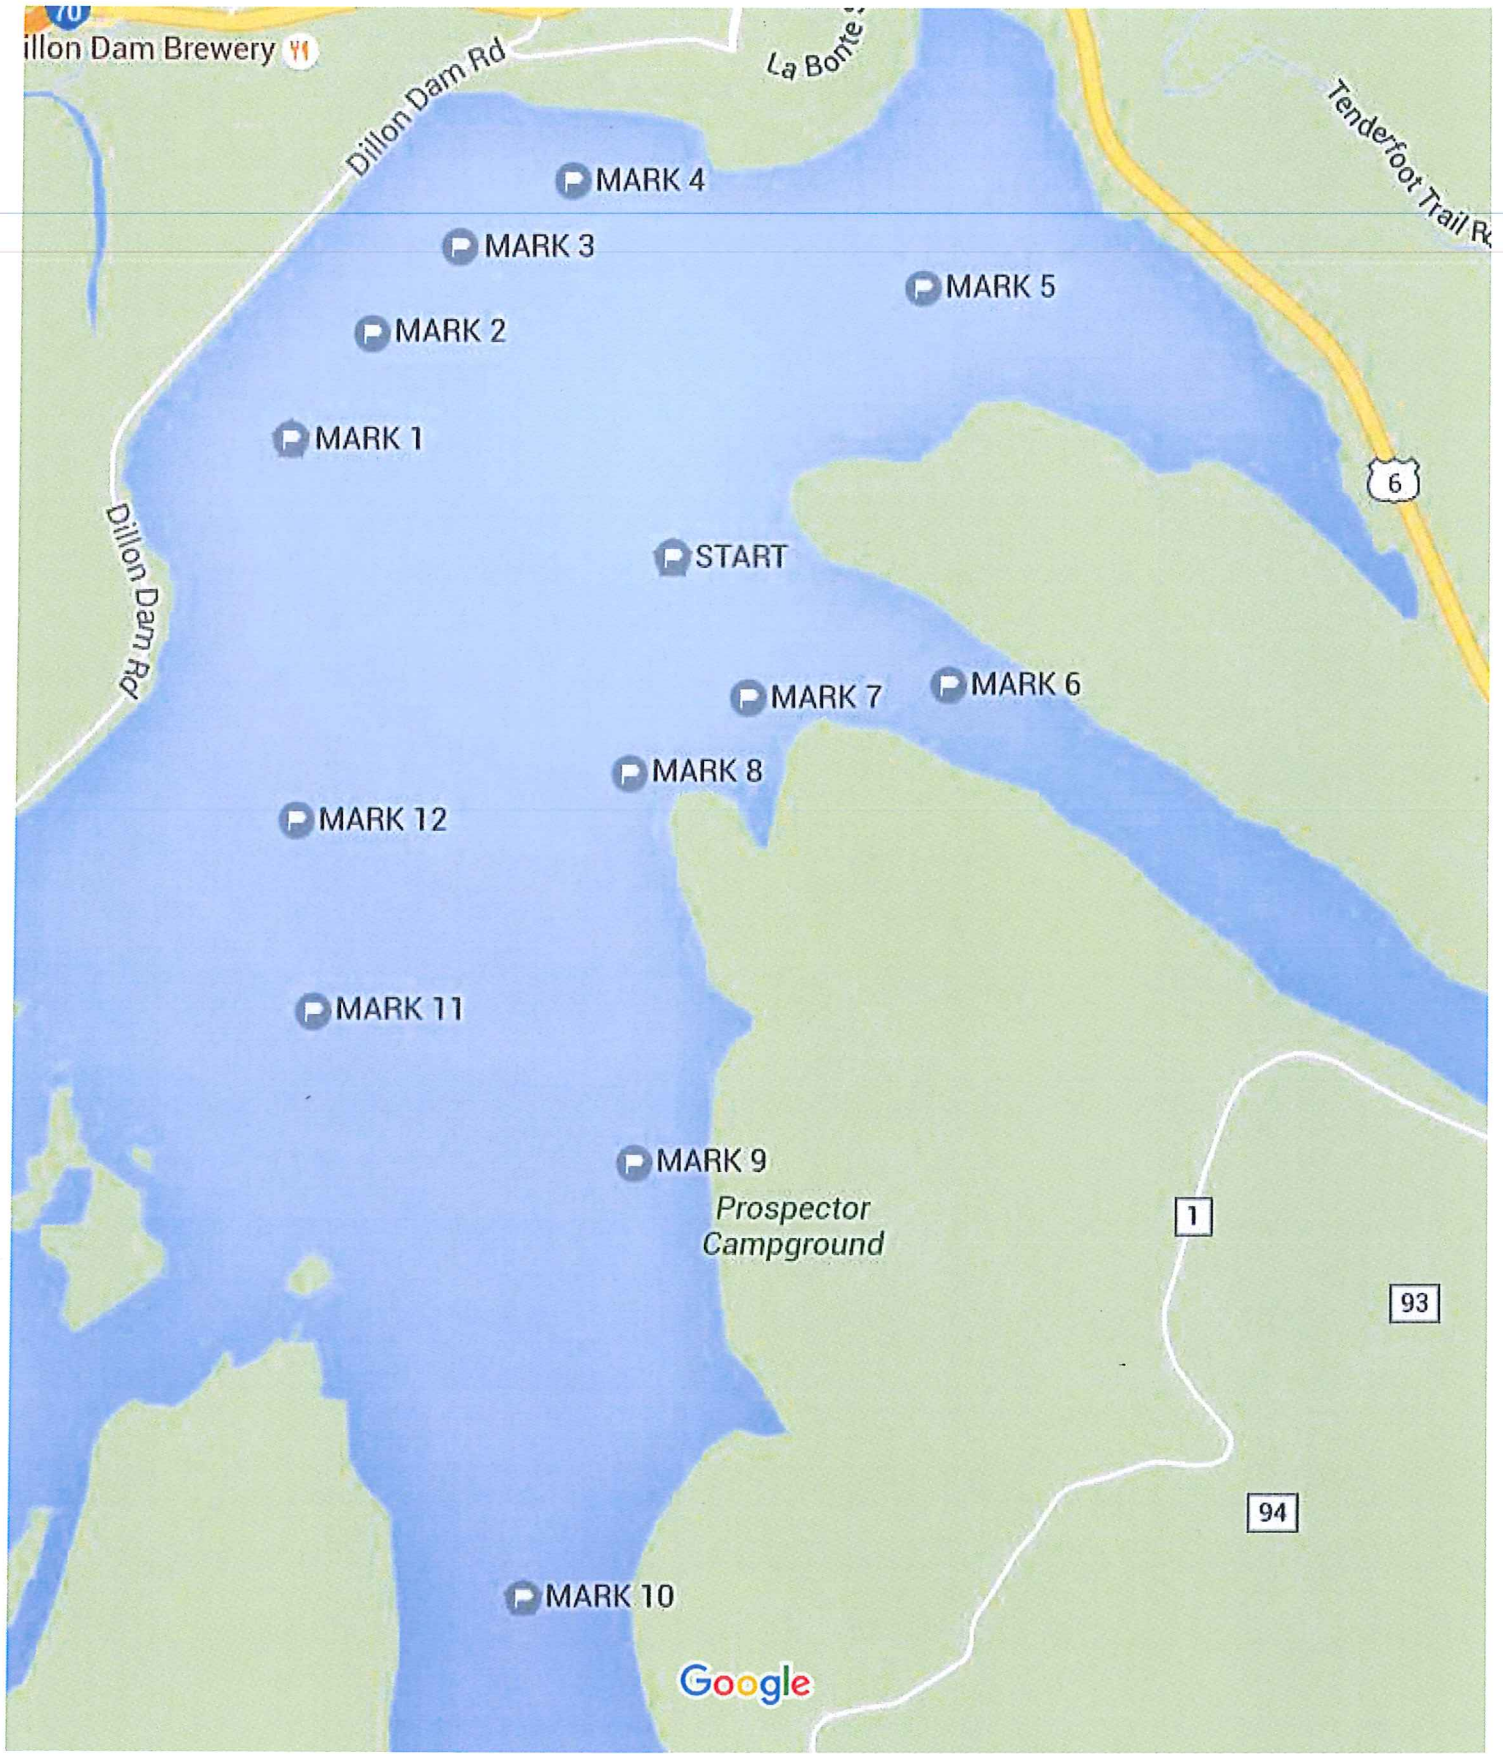 70
illon Dam Brewery
Dillon Dam Rd
La Bonte S
Tenderfoot Trail Rd
MARK 4
MARK 3
MARK 5
MARK 2
MARK 1
6
Dillon Dam Rd
START
MARK 6
MARK 7
MARK 8
MARK 12
MARK 11
MARK 9
Prospector
Campground
1
93
94
MARK 10
Google